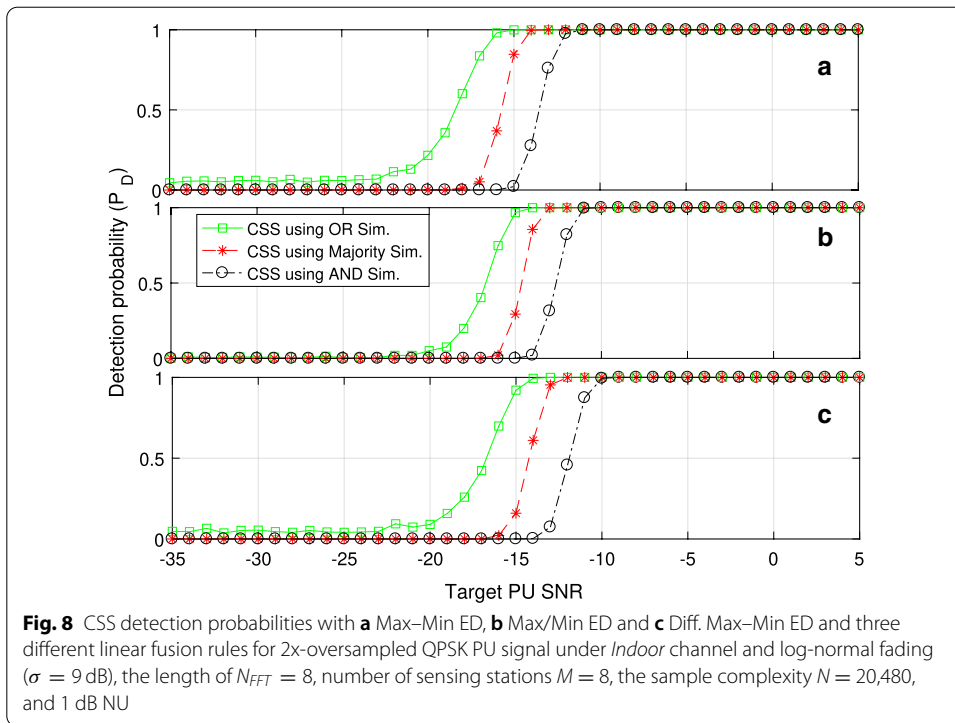 1
0.5
0
a
Detection probability (P_D)
1
0.5
0
CSS using OR Sim.
CSS using Majority Sim.
CSS using AND Sim.
b
1
0.5
0
c
-35 -30 -25 -20 -15 -10 -5 0 5
Target PU SNR
Fig. 8 CSS detection probabilities with a Max–Min ED, b Max/Min ED and c Diff. Max–Min ED and three
different linear fusion rules for 2x-oversampled QPSK PU signal under Indoor channel and log-normal fading
(σ = 9 dB), the length of N_FFT = 8, number of sensing stations M = 8, the sample complexity N = 20,480,
and 1 dB NU